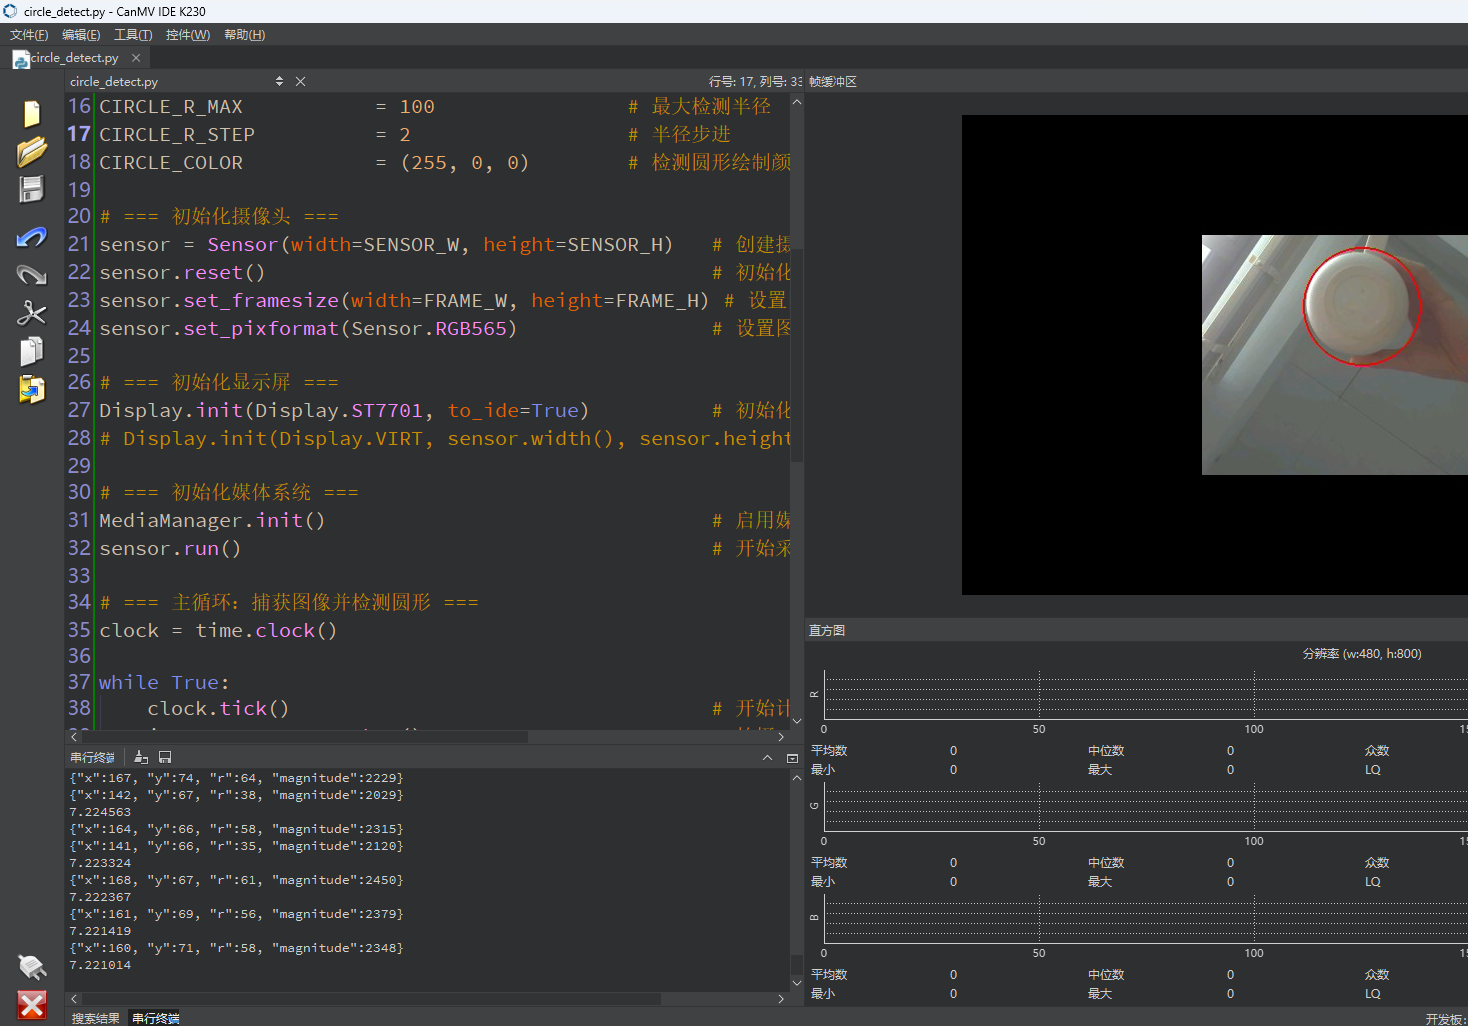 circle_detect.py - CanMV IDE K230
文件(F) 编辑(E) 工具(T) 控件(W) 帮助(H)
circle_detect.py
circle_detect.py 行号: 17, 列号: 33 帧缓冲区
16 CIRCLE_R_MAX = 100 # 最大检测半径
17 CIRCLE_R_STEP = 2 # 半径步进
18 CIRCLE_COLOR = (255, 0, 0) # 检测圆形绘制颜
19
20 # === 初始化摄像头 ===
21 sensor = Sensor(width=SENSOR_W, height=SENSOR_H) # 创建摄
22 sensor.reset() # 初始化
23 sensor.set_framesize(width=FRAME_W, height=FRAME_H) # 设置
24 sensor.set_pixformat(Sensor.RGB565) # 设置图
25
26 # === 初始化显示屏 ===
27 Display.init(Display.ST7701, to_ide=True) # 初始化
28 # Display.init(Display.VIRT, sensor.width(), sensor.height
29
30 # === 初始化媒体系统 ===
31 MediaManager.init() # 启用媒
32 sensor.run() # 开始采
33
34 # === 主循环: 捕获图像并检测圆形 ===
35 clock = time.clock()
36
37 while True:
38 clock.tick() # 开始计
串行终端
{"x":167, "y":74, "r":64, "magnitude":2229}
{"x":142, "y":67, "r":38, "magnitude":2029}
7.224563
{"x":164, "y":66, "r":58, "magnitude":2315}
{"x":141, "y":66, "r":35, "magnitude":2120}
7.223324
{"x":168, "y":67, "r":61, "magnitude":2450}
7.222367
{"x":161, "y":69, "r":56, "magnitude":2379}
7.221419
{"x":160, "y":71, "r":58, "magnitude":2348}
7.221014
搜索结果 串行终端
直方图
分辨率 (w:480, h:800)
R
0 50 100 15
平均数 0 中位数 0 众数
最小 0 最大 0 LQ
G
0 50 100 15
平均数 0 中位数 0 众数
最小 0 最大 0 LQ
B
0 50 100 15
平均数 0 中位数 0 众数
最小 0 最大 0 LQ
开发板: